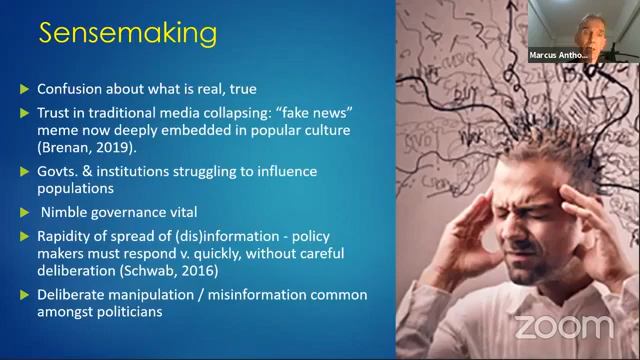 Sensemaking
Marcus Antho...
Confusion about what is real, true
Trust in traditional media collapsing: “fake news”
meme now deeply embedded in popular culture
(Brenan, 2019).
Govts. & institutions struggling to influence
populations
Nimble governance vital
Rapidity of spread of (dis)information - policy
makers must respond v. quickly, without careful
deliberation (Schwab, 2016)
Deliberate manipulation / misinformation common
amongst politicians
zoom